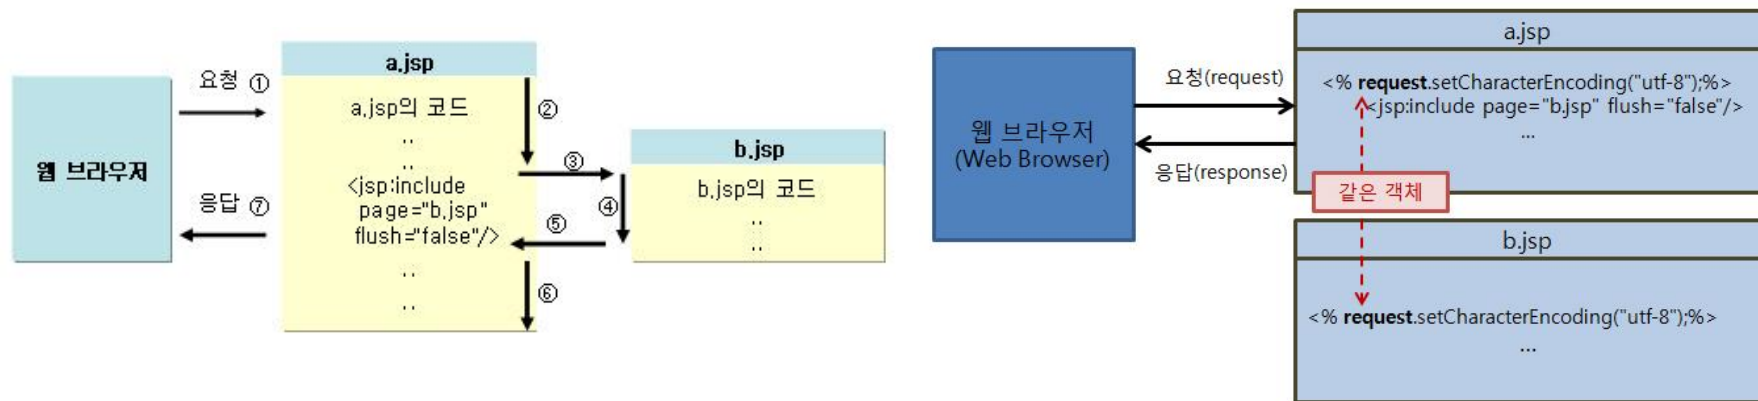 웹 브라우저
요청 ①
응답 ⑦
a.jsp
a.jsp의 코드
..
..
<jsp:include
page="b.jsp"
flush="false"/>
..
..
②
③
④
⑤
⑥
b.jsp
b.jsp의 코드
..
..
웹 브라우저
(Web Browser)
요청(request)
응답(response)
a.jsp
<% request.setCharacterEncoding("utf-8");%>
<jsp:include page="b.jsp" flush="false"/>
...
같은 객체
b.jsp
<% request.setCharacterEncoding("utf-8");%>
...